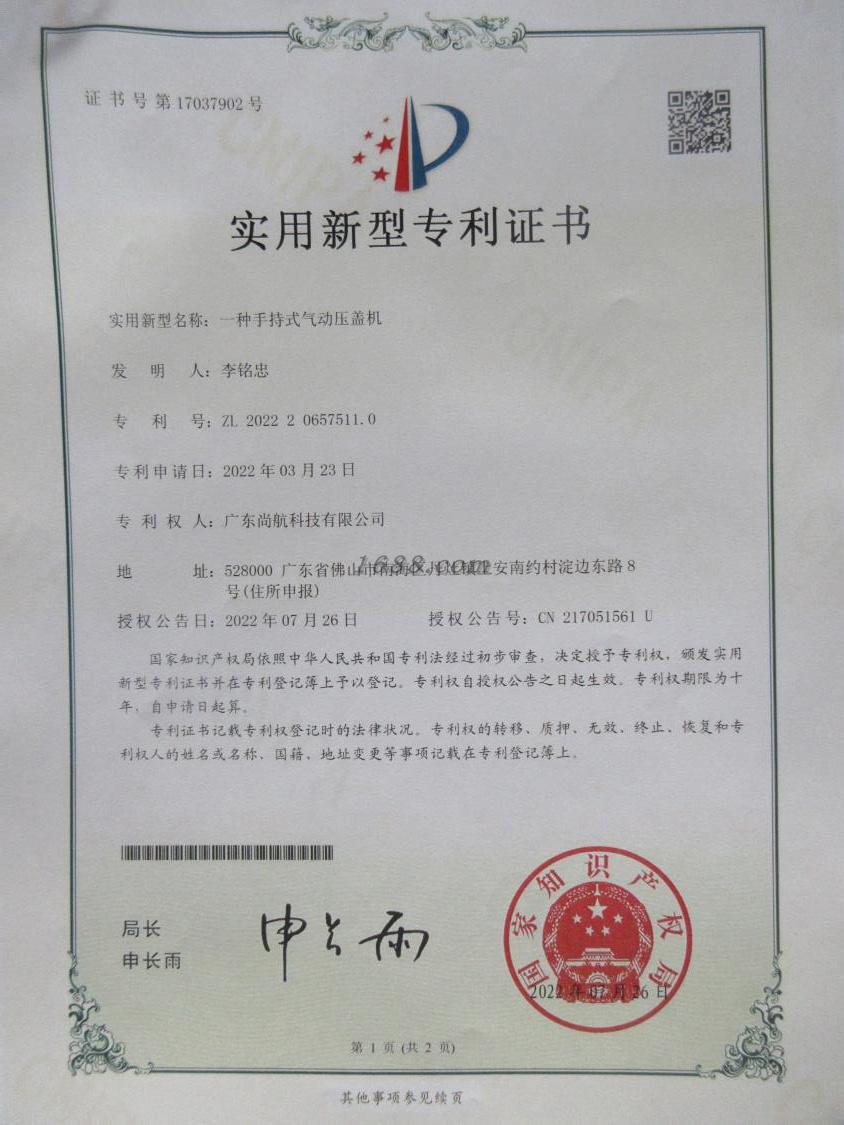 证书号第17037902号
实用新型专利证书
实用新型名称：一种手持式气动压盖机
发明人：李铭忠
专利号：ZL 2022 2 0657511.0
专利申请日：2022年03月23日
专利权人：广东尚航科技有限公司
地址：528000 广东省佛山市南海区丹灶镇仙安南约村淀边东路8
号(住所申报)
1688.com
授权公告日：2022年07月26日 授权公告号：CN 217051561 U
国家知识产权局依照中华人民共和国专利法经过初步审查，决定授予专利权，颁发实用
新型专利证书并在专利登记簿上予以登记。专利权自授权公告之日起生效。专利权期限为十
年，自申请日起算。
专利证书记载专利权登记时的法律状况。专利权的转移、质押、无效、终止、恢复和专
利权人的姓名或名称、国籍、地址变更等事项记载在专利登记簿上。
局长
申长雨
申长雨
国家知识产权局
2022年07月26日
第1页(共2页)
其他事项参见续页
CNIPA
CNIPA